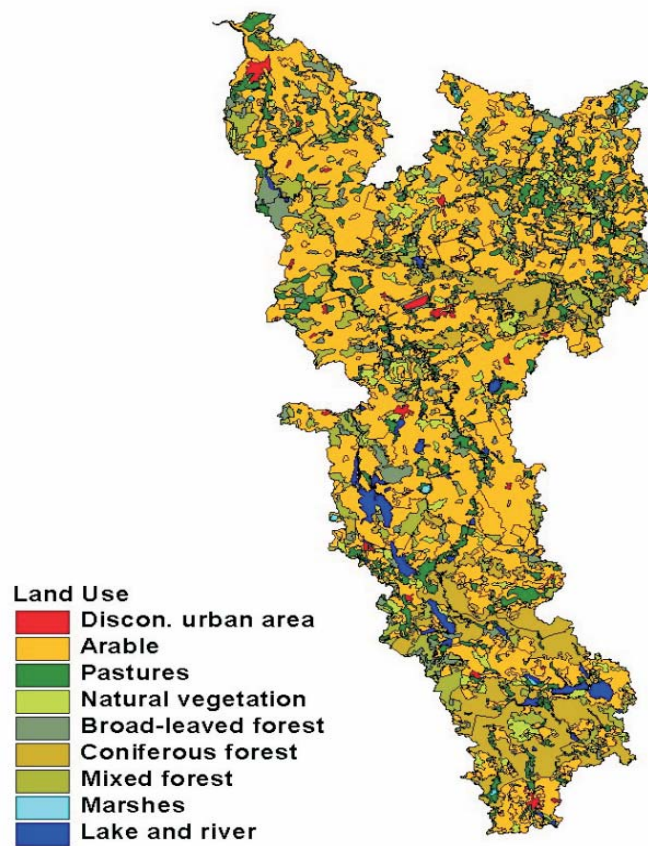 Land Use
Discon. urban area
Arable
Pastures
Natural vegetation
Broad-leaved forest
Coniferous forest
Mixed forest
Marshes
Lake and river